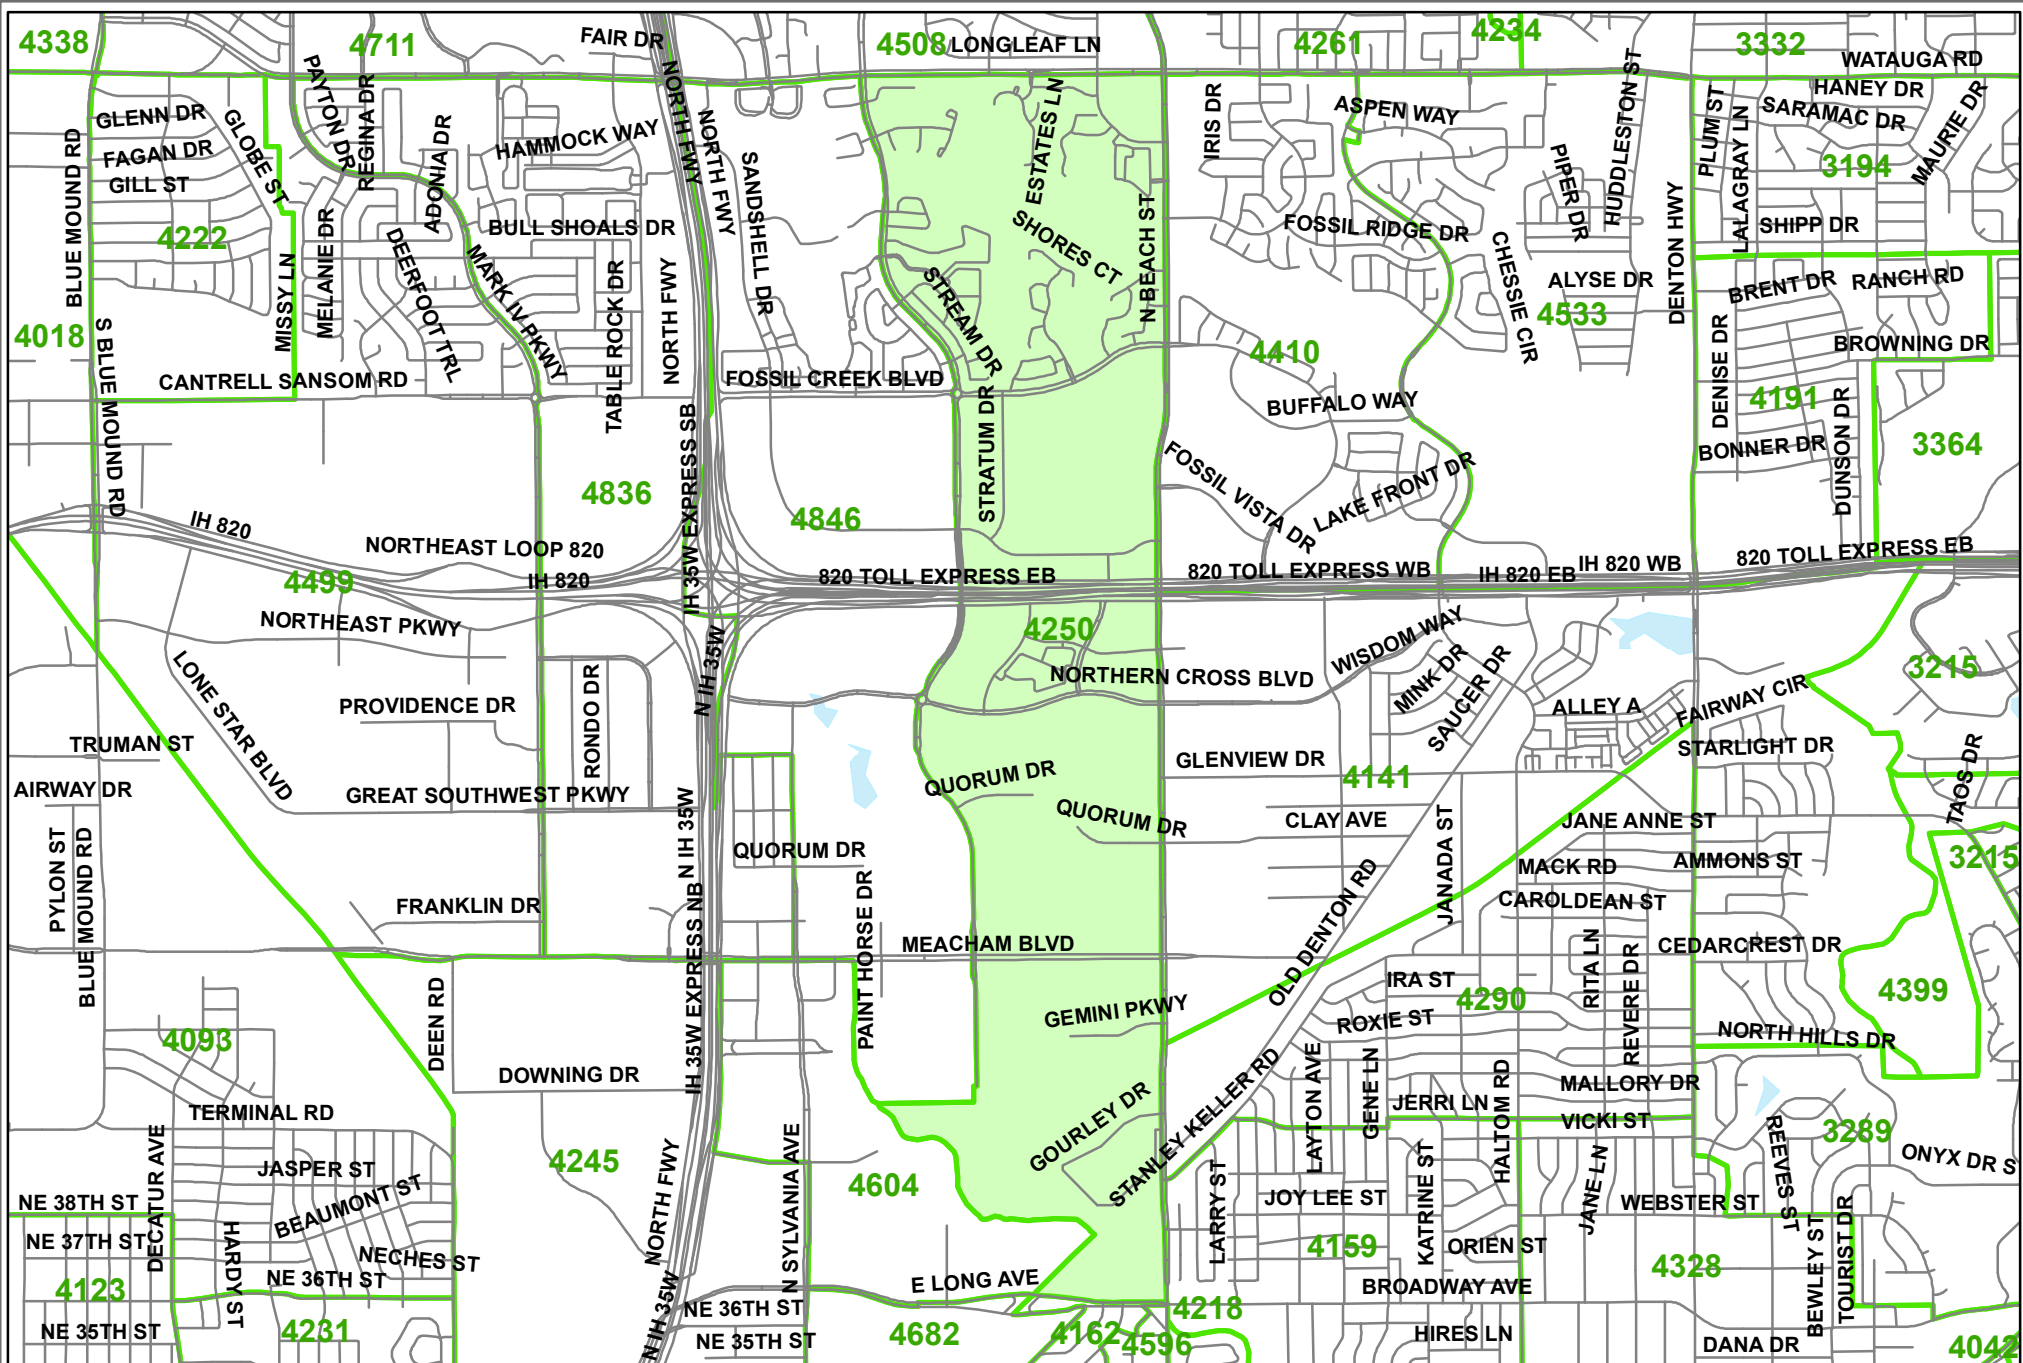 4338
4711
FAIR DR
4508
LONGLEAF LN
4261
4234
3332
WATAUGA RD
PAYTON DR
REGINA DR
NORTH FWY
NORTH FWY
ESTATES LN
IRIS DR
ASPEN WAY
HUDDLESTON ST
PLUM ST
LALAGRAY LN
HANEY DR
SARAMAC DR
MAURIE DR
GLENN DR
GLOBE ST
FAGAN DR
GILL ST
BLUE MOUND RD
ADONIA DR
HAMMOCK WAY
SANDSHELL DR
PIPER DR
3194
4222
MELANIE DR
MISSY LN
DEERFOOT TRL
MARK IV PKWY
BULL SHOALS DR
TABLE ROCK DR
NORTH FWY
SHORES CT
N BEACH ST
FOSSIL RIDGE DR
CHESSIE CIR
DENTON HWY
SHIPP DR
STREAM DR
ALYSE DR
4533
BRENT DR
RANCH RD
4018
S BLUE MOUND RD
4410
DENISE DR
BROWNING DR
CANTRELL SANSOM RD
FOSSIL CREEK BLVD
STRATUM DR
BUFFALO WAY
4191
DUNSON DR
BONNER DR
3364
IH 35W EXPRESS SB
4836
4846
FOSSIL VISTA DR
LAKE FRONT DR
IH 820
NORTHEAST LOOP 820
4499
IH 820
820 TOLL EXPRESS EB
820 TOLL EXPRESS WB
IH 820 EB
IH 820 WB
820 TOLL EXPRESS EB
NORTHEAST PKWY
N IH 35W
4250
WISDOM WAY
NORTHERN CROSS BLVD
MINK DR
SAUCER DR
3215
LONE STAR BLVD
PROVIDENCE DR
RONDO DR
ALLEY A
FAIRWAY CIR
TRUMAN ST
STARLIGHT DR
GLENVIEW DR
4141
TAOS DR
AIRWAY DR
GREAT SOUTHWEST PKWY
QUORUM DR
QUORUM DR
CLAY AVE
JANADA ST
JANE ANNE ST
PYLON ST
BLUE MOUND RD
N IH 35W
QUORUM DR
OLD DENTON RD
MACK RD
AMMONS ST
3215
FRANKLIN DR
IH 35W EXPRESS NB
PAINT HORSE DR
CAROLDEAN ST
MEACHAM BLVD
RITA LN
REVERE DR
CEDARCREST DR
DEEN RD
GEMINI PKWY
IRA ST
4290
4399
ROXIE ST
NORTH HILLS DR
4093
DOWNING DR
LAYTON AVE
GENE LN
HALTOM RD
MALLORY DR
TERMINAL RD
GOURLEY DR
STANLEY KELLER RD
JERRI LN
VICKI ST
REEVES ST
3289
DECATUR AVE
JASPER ST
4245
NORTH FWY
N SYLVANIA AVE
4604
LARRY ST
KATRINE ST
JANE LN
ONYX DR S
NE 38TH ST
BEAUMONT ST
JOY LEE ST
WEBSTER ST
NE 37TH ST
HARDY ST
NECHES ST
4159
ORIEN ST
4328
BEWLEY ST
TOURIST DR
4123
NE 36TH ST
N IH 35W
E LONG AVE
BROADWAY AVE
NE 36TH ST
4218
NE 35TH ST
4231
NE 35TH ST
4682
4162
4596
HIRES LN
DANA DR
4042